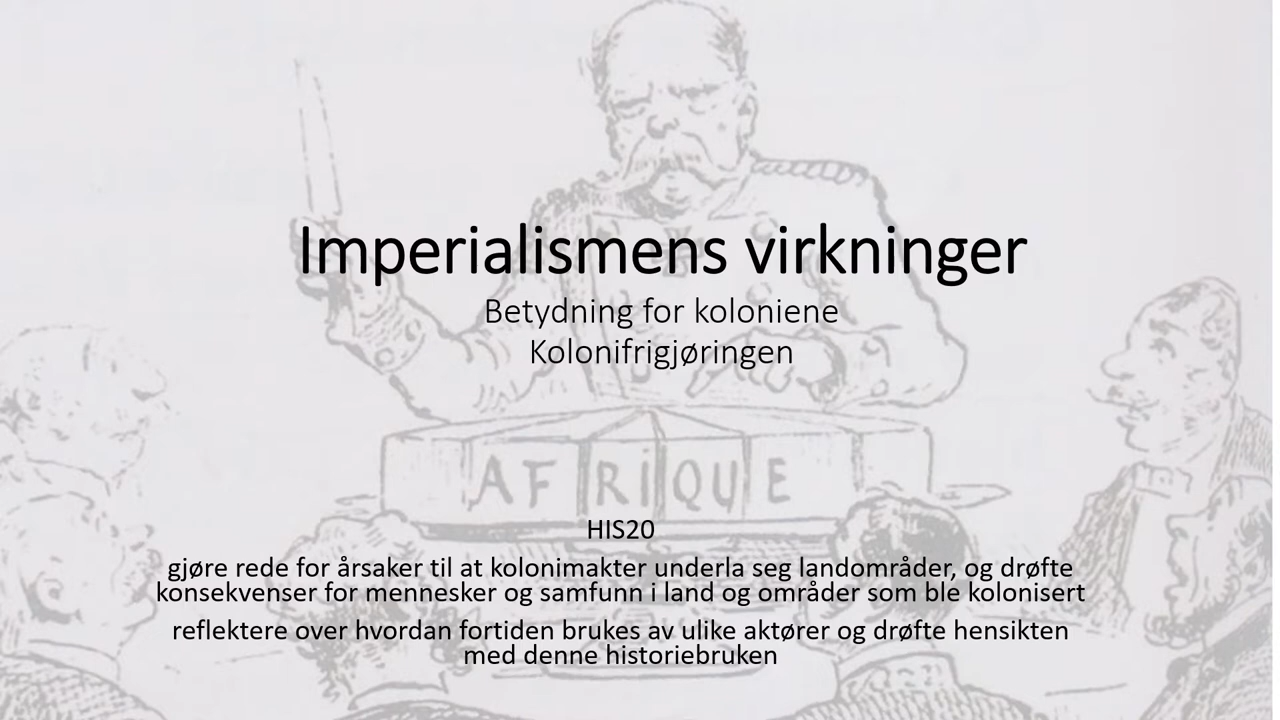 Imperialismens virkninger
Betydning for koloniene
Kolonifrigjøringen
AFRIQUE
HIS20
gjøre rede for årsaker til at kolonimakter underla seg landområder, og drøfte
konsekvenser for mennesker og samfunn i land og områder som ble kolonisert
reflektere over hvordan fortiden brukes av ulike aktører og drøfte hensikten
med denne historiebruken